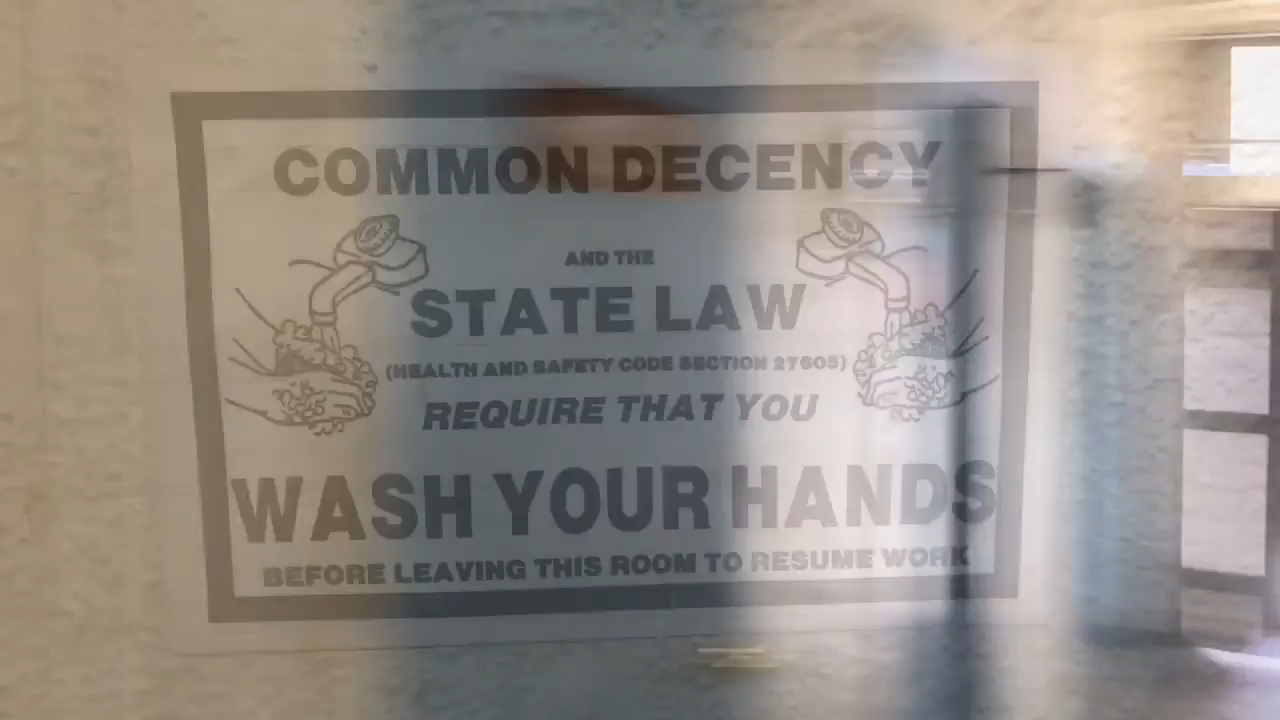 COMMON DECENCY
AND THE
STATE LAW
(HEALTH AND SAFETY CODE SECTION 27605)
REQUIRE THAT YOU
WASH YOUR HANDS
BEFORE LEAVING THIS ROOM TO RESUME WORK